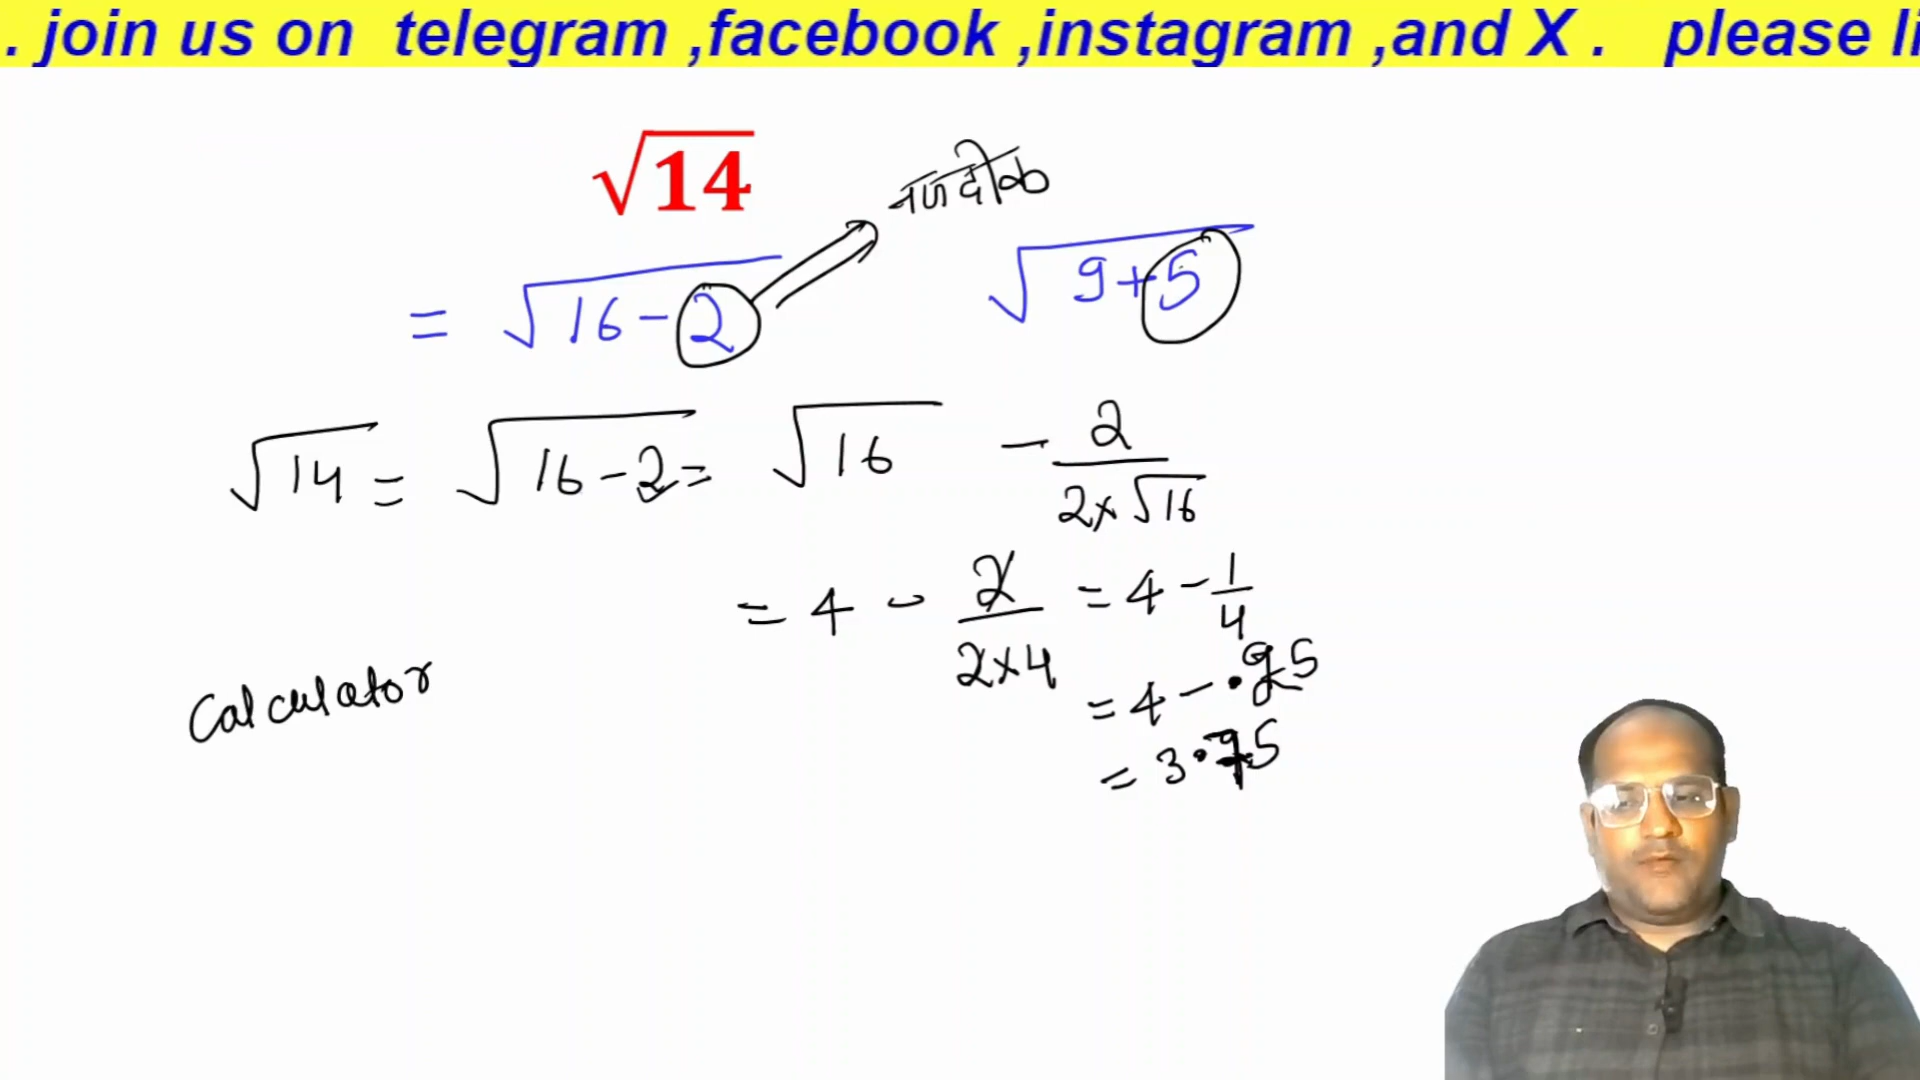 . join us on telegram ,facebook ,instagram ,and X . please li
√14
नजदीक
= √16-2 √9+5
√14 = √16-2 = √16 - 2/2×√16
= 4 - 2/2×4 = 4 - 1/4
Calculator
= 4 - .25
= 3.75